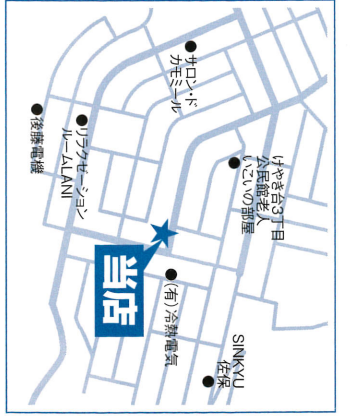 サロン・ド
カモミール
けやき台3丁目
公民館老人
いこいの部屋
リラクゼーション
ルームLANI
後藤電機
当店
(有)冷熱電気
SINKYU
佐保